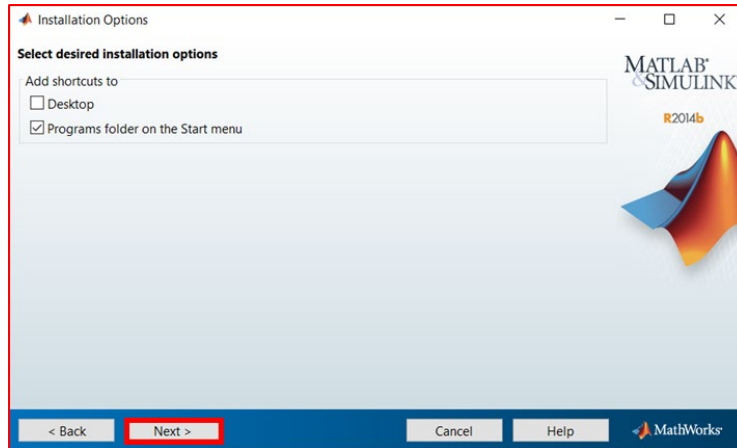 Installation Options
Select desired installation options
Add shortcuts to
Desktop
Programs folder on the Start menu
MATLAB®
&SIMULINK
R2014b
< Back Next > Cancel Help MathWorks®